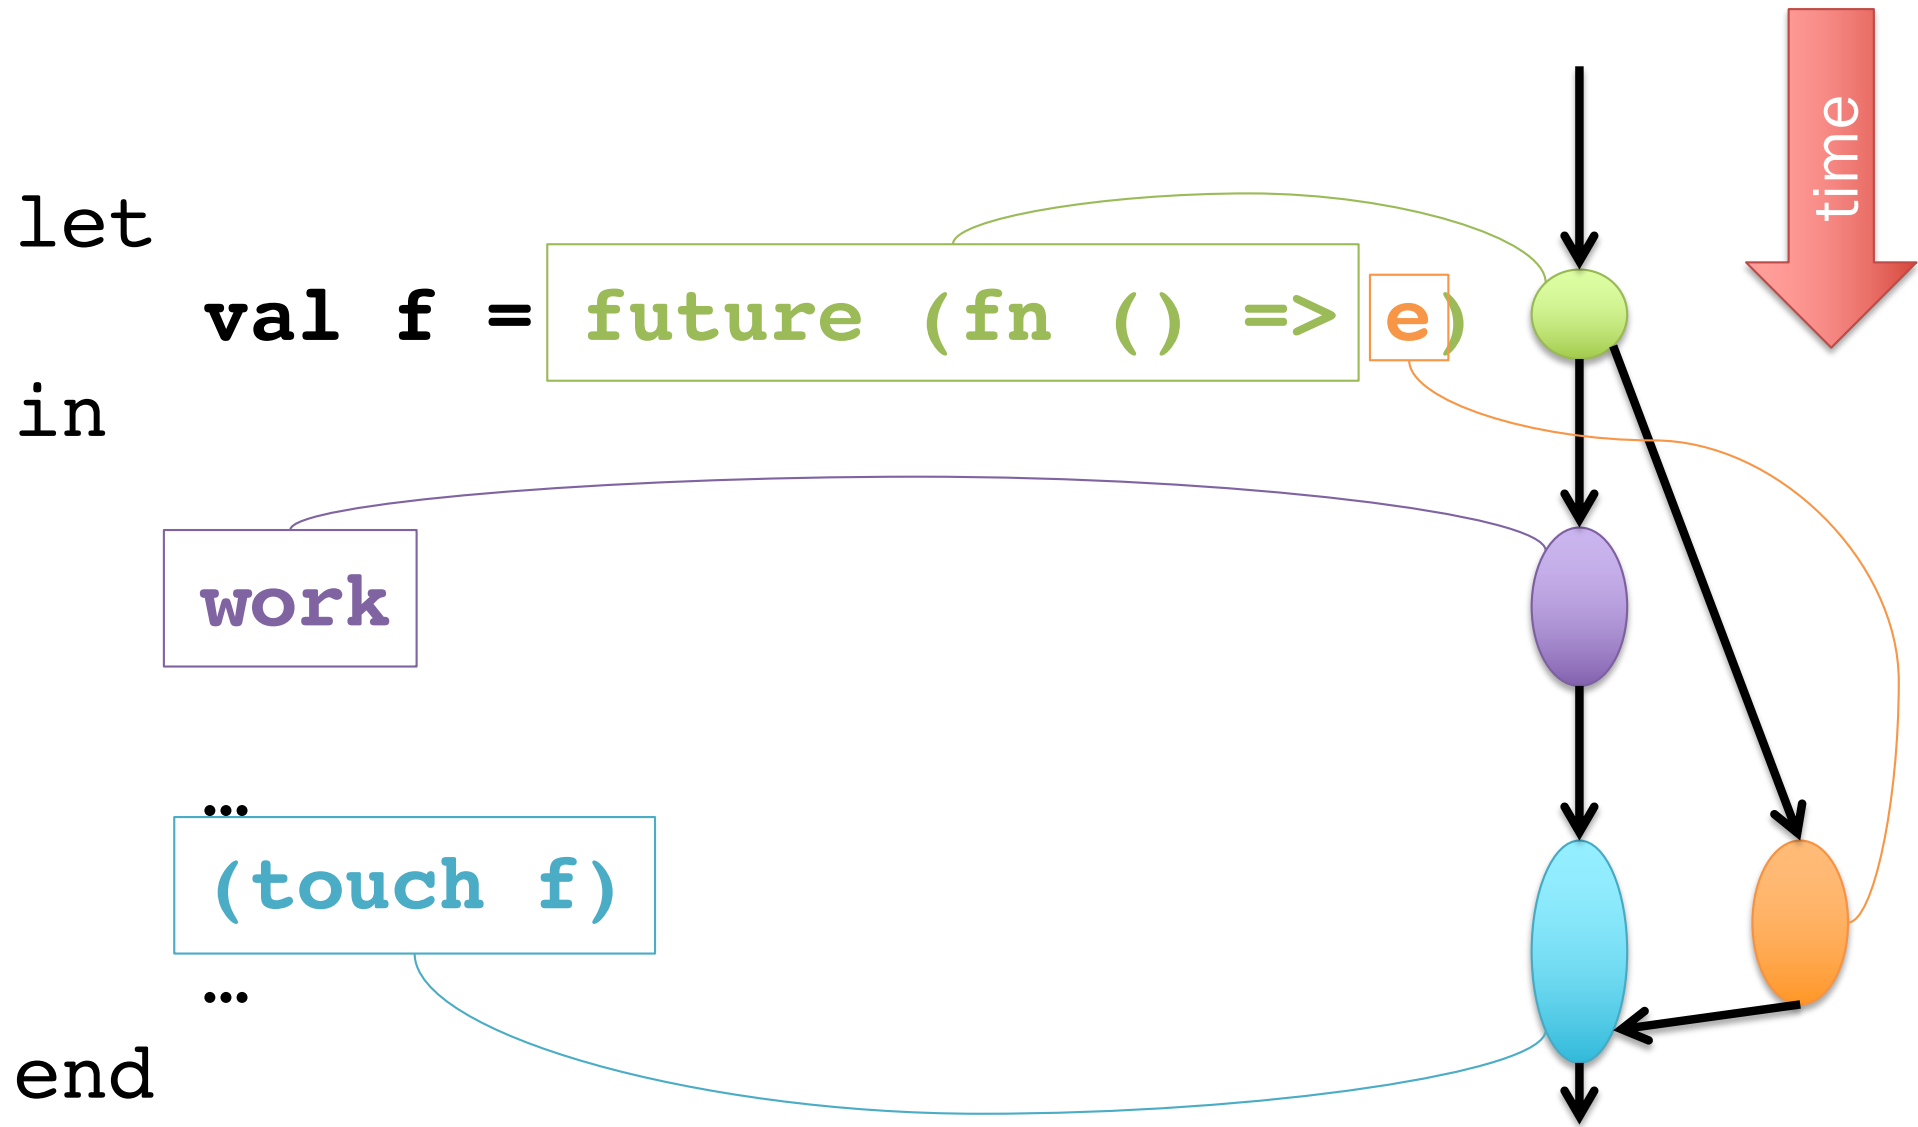 time
let
val f = future (fn () => e)
in
work
…
(touch f)
…
end